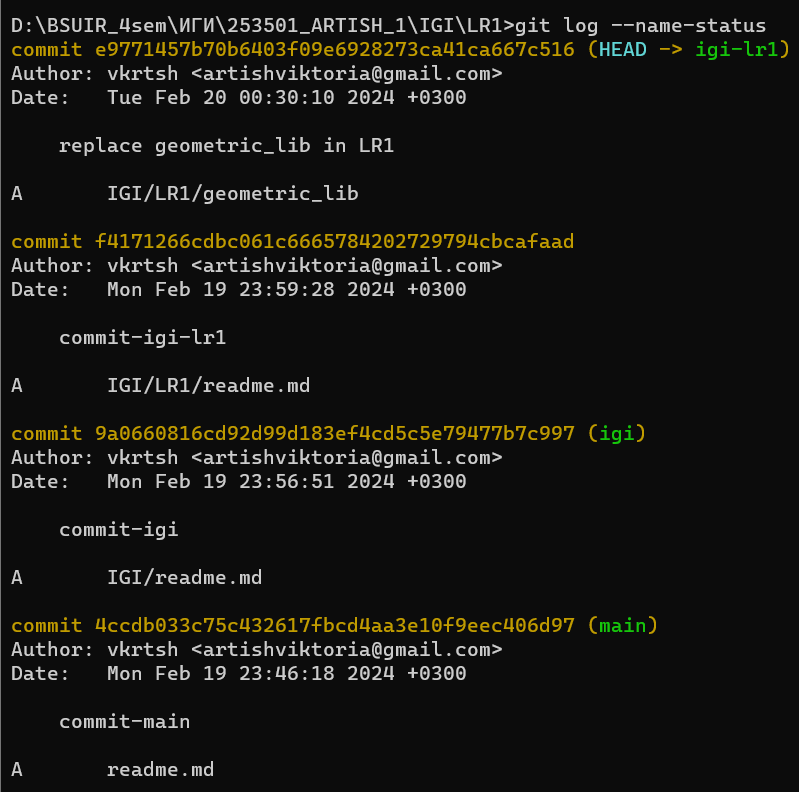 D:\BSUIR_4sem\ИГИ\253501_ARTISH_1\IGI\LR1>git log --name-status
commit e9771457b70b6403f09e6928273ca41ca667c516 (HEAD -> igi-lr1)
Author: vkrtsh <artishviktoria@gmail.com>
Date:   Tue Feb 20 00:30:10 2024 +0300
    replace geometric_lib in LR1
A       IGI/LR1/geometric_lib
commit f4171266cdbc061c6665784202729794cbcafaad
Author: vkrtsh <artishviktoria@gmail.com>
Date:   Mon Feb 19 23:59:28 2024 +0300
    commit-igi-lr1
A       IGI/LR1/readme.md
commit 9a0660816cd92d99d183ef4cd5c5e79477b7c997 (igi)
Author: vkrtsh <artishviktoria@gmail.com>
Date:   Mon Feb 19 23:56:51 2024 +0300
    commit-igi
A       IGI/readme.md
commit 4ccdb033c75c432617fbcd4aa3e10f9eec406d97 (main)
Author: vkrtsh <artishviktoria@gmail.com>
Date:   Mon Feb 19 23:46:18 2024 +0300
    commit-main
A       readme.md